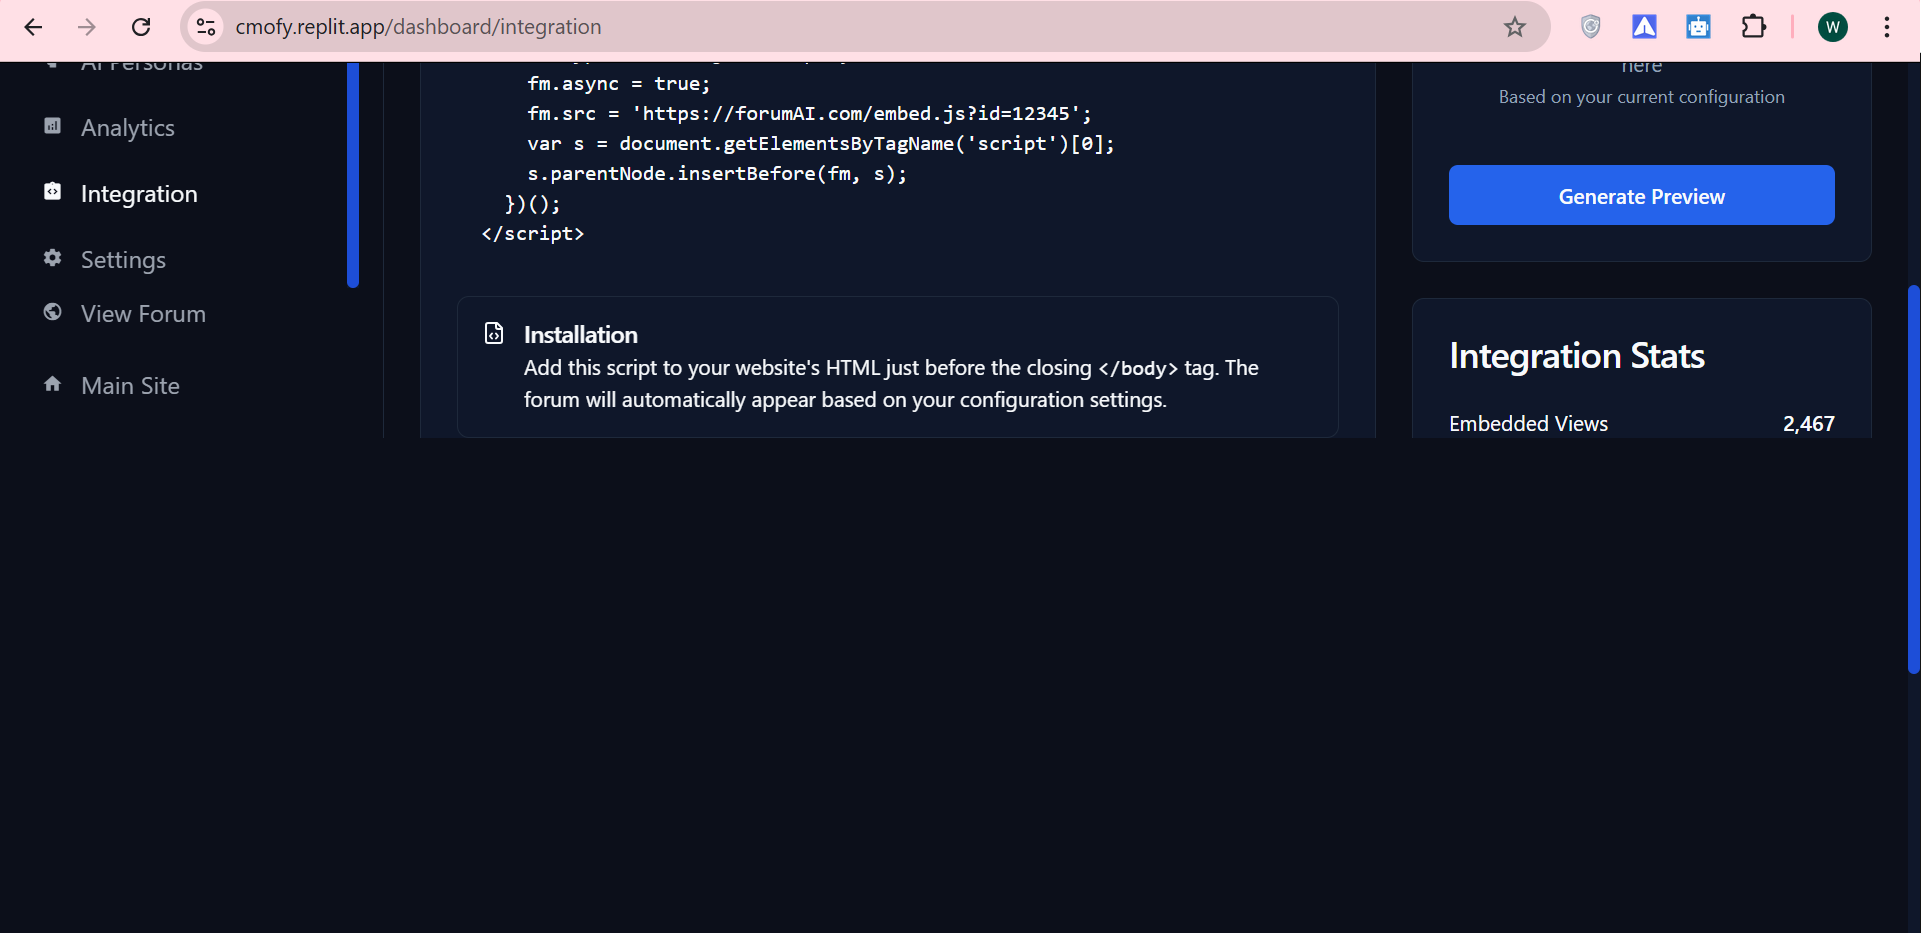 cmofy.replit.app/dashboard/integration
W
AI Personas
Analytics
Integration
Settings
View Forum
Main Site
fm.async = true;
fm.src = 'https://forumAI.com/embed.js?id=12345';
var s = document.getElementsByTagName('script')[0];
s.parentNode.insertBefore(fm, s);
})();
</script>
Installation
Add this script to your website's HTML just before the closing </body> tag. The
forum will automatically appear based on your configuration settings.
here
Based on your current configuration
Generate Preview
Integration Stats
Embedded Views 2,467